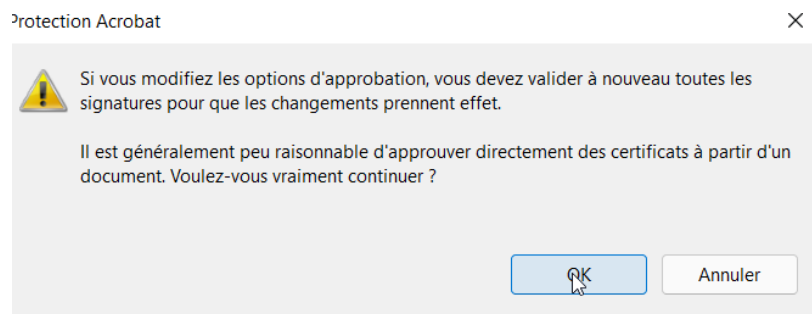 Protection Acrobat
Si vous modifiez les options d'approbation, vous devez valider à nouveau toutes les
signatures pour que les changements prennent effet.
Il est généralement peu raisonnable d'approuver directement des certificats à partir d'un
document. Voulez-vous vraiment continuer ?
OK
Annuler